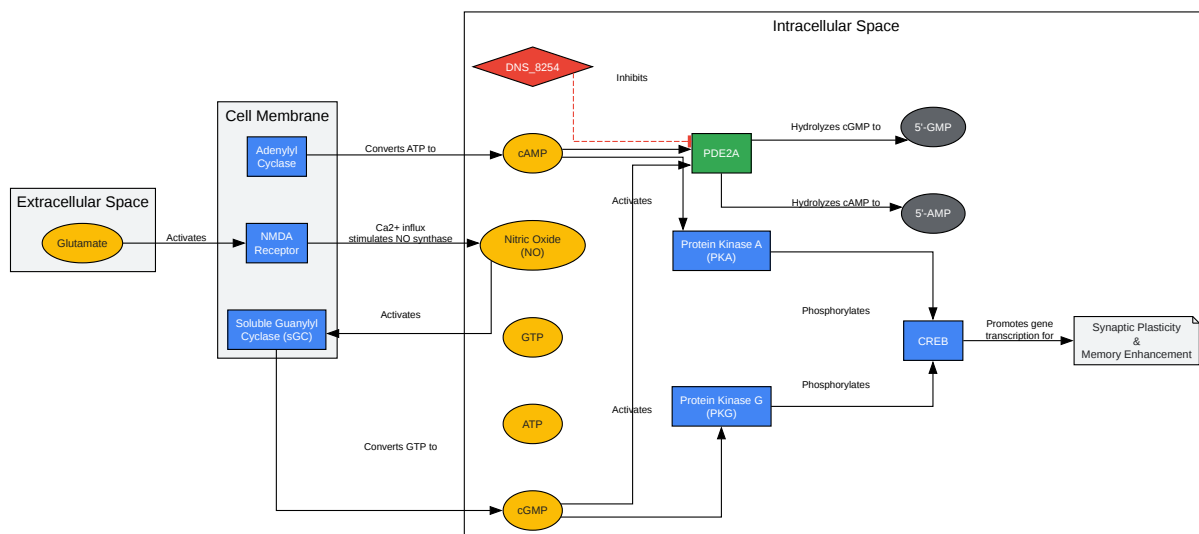 Intracellular Space
DNS_8254
Inhibits
Cell Membrane
Adenylyl
Cyclase
Converts ATP to
cAMP
PDE2A
Hydrolyzes cGMP to
5'-GMP
Extracellular Space
Glutamate
Activates
NMDA
Receptor
Ca2+ influx
stimulates NO synthase
Nitric Oxide
(NO)
Activates
Hydrolyzes cAMP to
5'-AMP
Protein Kinase A
(PKA)
Soluble Guanylyl
Cyclase (sGC)
Activates
GTP
Phosphorylates
CREB
Promotes gene
transcription for
Synaptic Plasticity
&
Memory Enhancement
ATP
Activates
Protein Kinase G
(PKG)
Phosphorylates
Converts GTP to
cGMP